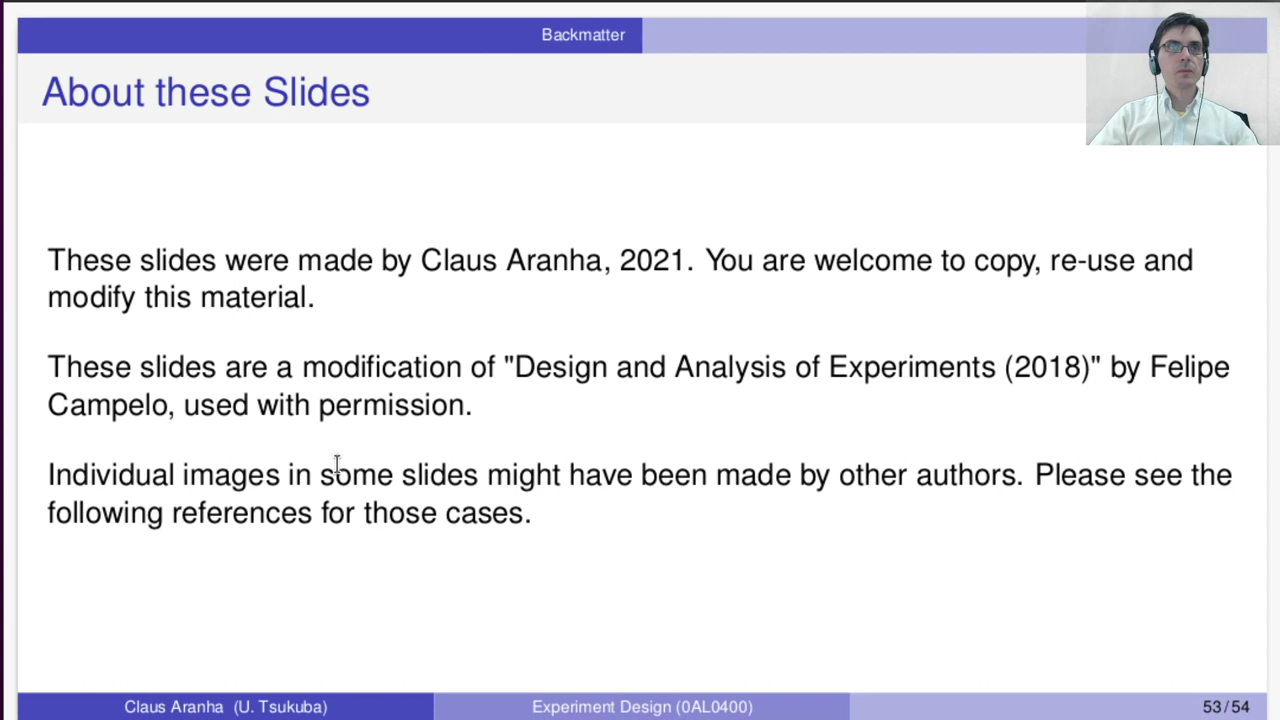 Backmatter
About these Slides
These slides were made by Claus Aranha, 2021. You are welcome to copy, re-use and
modify this material.
These slides are a modification of "Design and Analysis of Experiments (2018)" by Felipe
Campelo, used with permission.
Individual images in some slides might have been made by other authors. Please see the
following references for those cases.
Claus Aranha (U. Tsukuba)
Experiment Design (0AL0400)
53 / 54